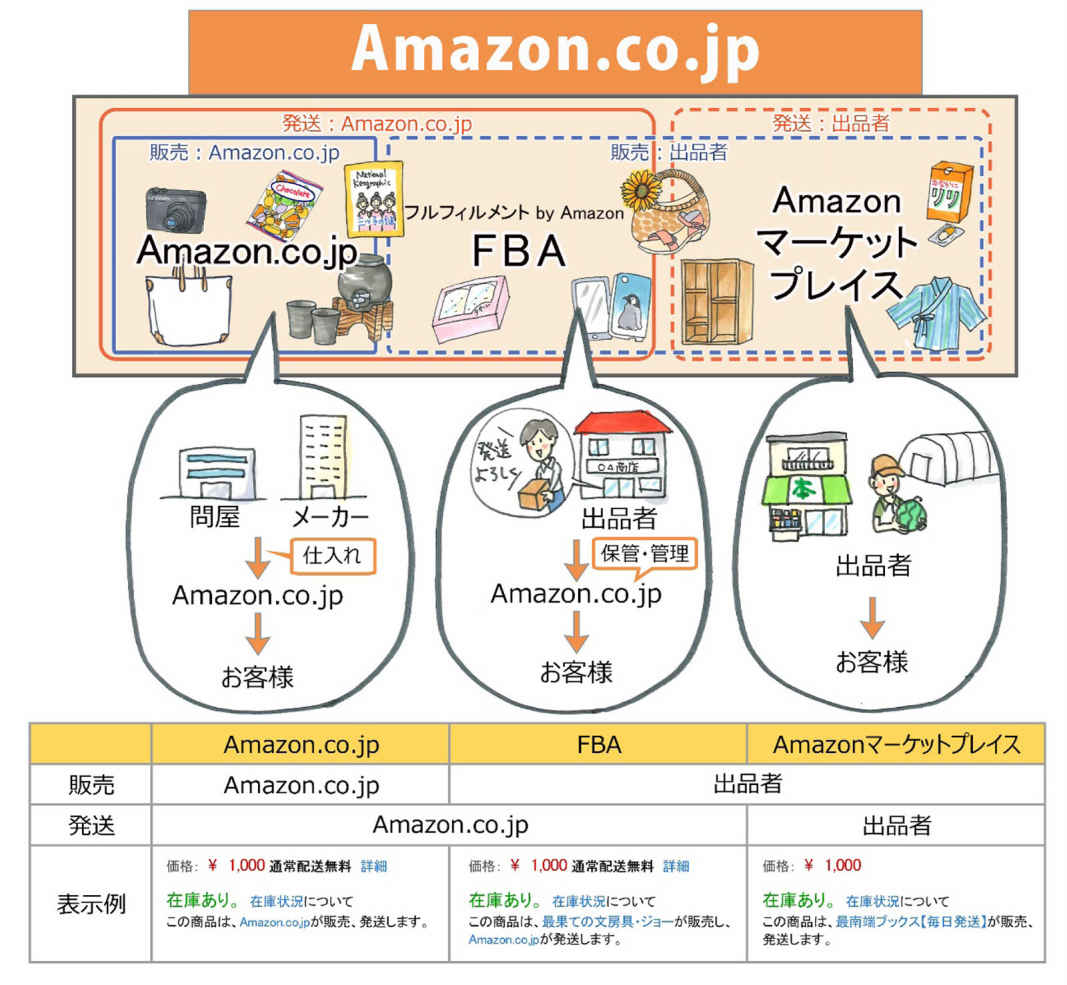 Amazon.co.jp
発送：Amazon.co.jp
発送：出品者
販売：Amazon.co.jp
販売：出品者
National
Keographic
Chocolate
フルフィルメント by Amazon
Amazon.co.jp
FBA
Amazon
マーケット
プレイス
リリ
問屋
メーカー
仕入れ
Amazon.co.jp
お客様
発送
よろしく
〇△商店
出品者
保管・管理
Amazon.co.jp
お客様
本
出品者
お客様
Amazon.co.jp FBA Amazonマーケットプレイス
販売 Amazon.co.jp 出品者
発送 Amazon.co.jp 出品者
表示例
価格: ￥ 1,000 通常配送無料 詳細
在庫あり。 在庫状況について
この商品は、Amazon.co.jpが販売、発送します。
価格: ￥ 1,000 通常配送無料 詳細
在庫あり。 在庫状況について
この商品は、最果ての文房具・ジョーが販売し、
Amazon.co.jpが発送します。
価格: ￥ 1,000
在庫あり。 在庫状況について
この商品は、最南端ブックス【毎日発送】が販売、
発送します。